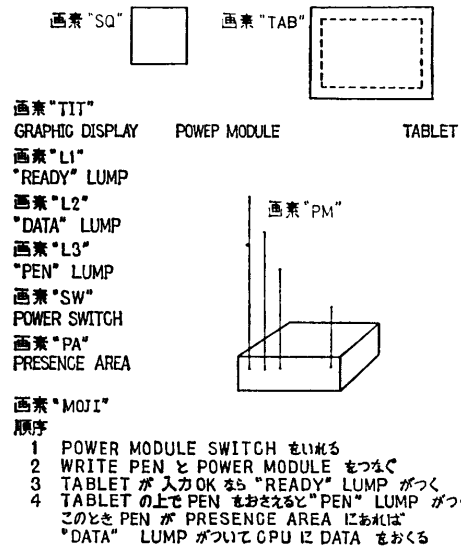 画素"SQ" 画素"TAB"
画素"TIT"
GRAPHIC DISPLAY POWEP MODULE TABLET
画素"L1"
"READY" LUMP
画素"L2"
"DATA" LUMP
画素"PM"
画素"L3"
"PEN" LUMP
画素"SW"
POWER SWITCH
画素"PA"
PRESENCE AREA
画素"MOJI"
順序
1 POWER MODULE SWITCH をいれる
2 WRITE PEN と POWER MODULE をつなぐ
3 TABLET が 入力OK なら "READY" LUMP がつく
4 TABLET の上で PEN をおさえると "PEN" LUMP がつ
このとき PEN が PRESENCE AREA にあれば
"DATA" LUMP がついて CPU に DATA をおくる